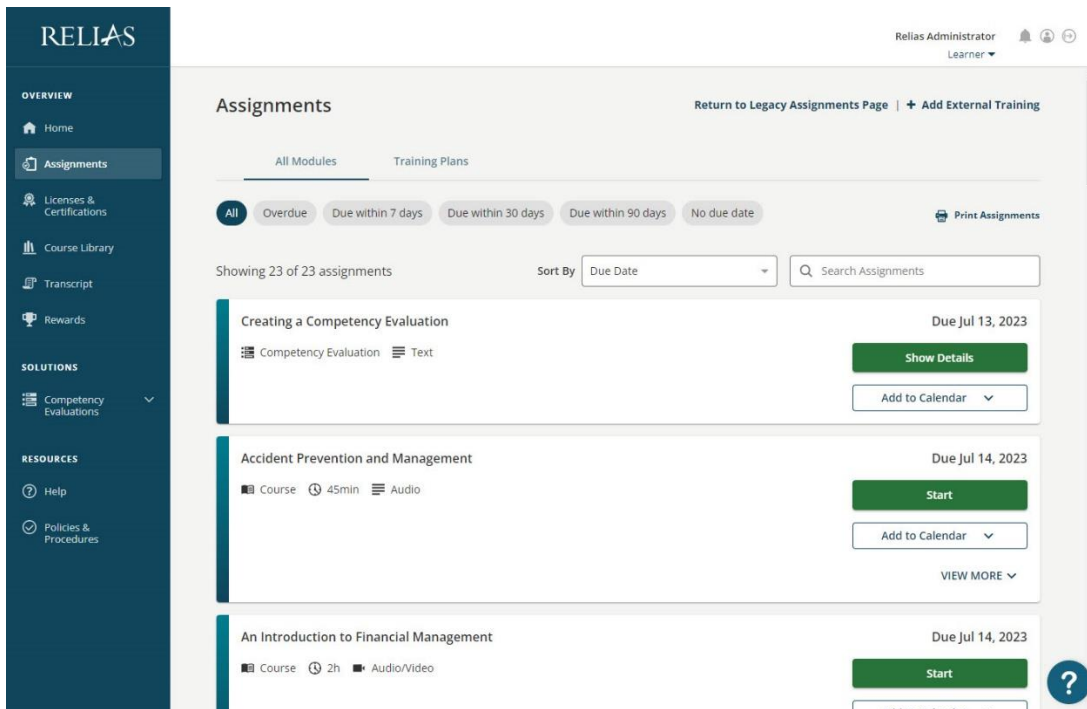 RELIAS
Relias Administrator
Learner
OVERVIEW
Home
Assignments
Licenses &
Certifications
Course Library
Transcript
Rewards
SOLUTIONS
Competency
Evaluations
RESOURCES
Help
Policies &
Procedures
Assignments
Return to Legacy Assignments Page | + Add External Training
All Modules Training Plans
All Overdue Due within 7 days Due within 30 days Due within 90 days No due date
Print Assignments
Showing 23 of 23 assignments
Sort By Due Date
Search Assignments
Creating a Competency Evaluation
Due Jul 13, 2023
Competency Evaluation Text
Show Details
Add to Calendar
Accident Prevention and Management
Due Jul 14, 2023
Course 45min Audio
Start
Add to Calendar
VIEW MORE
An Introduction to Financial Management
Due Jul 14, 2023
Course 2h Audio/Video
Start
?